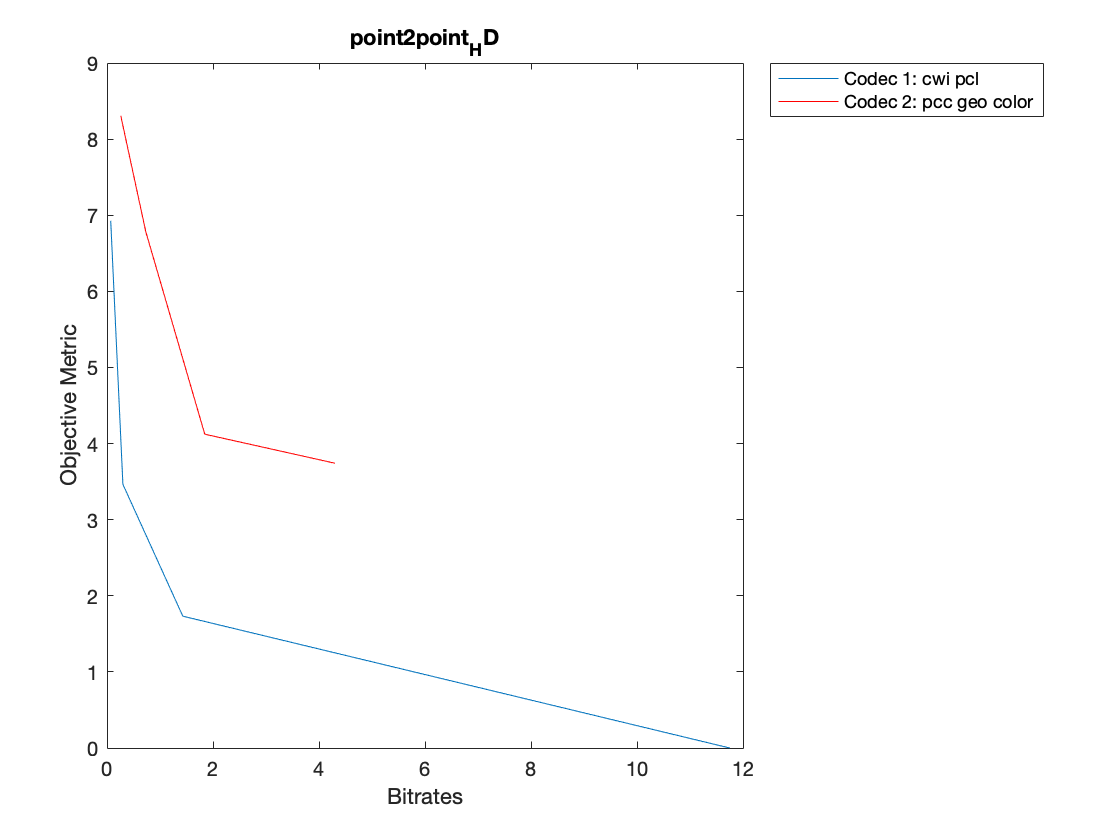 point2point_HD
Codec 1: cwi pcl
Codec 2: pcc geo color
9
8
7
6
5
4
3
2
1
0
Objective Metric
0 2 4 6 8 10 12
Bitrates